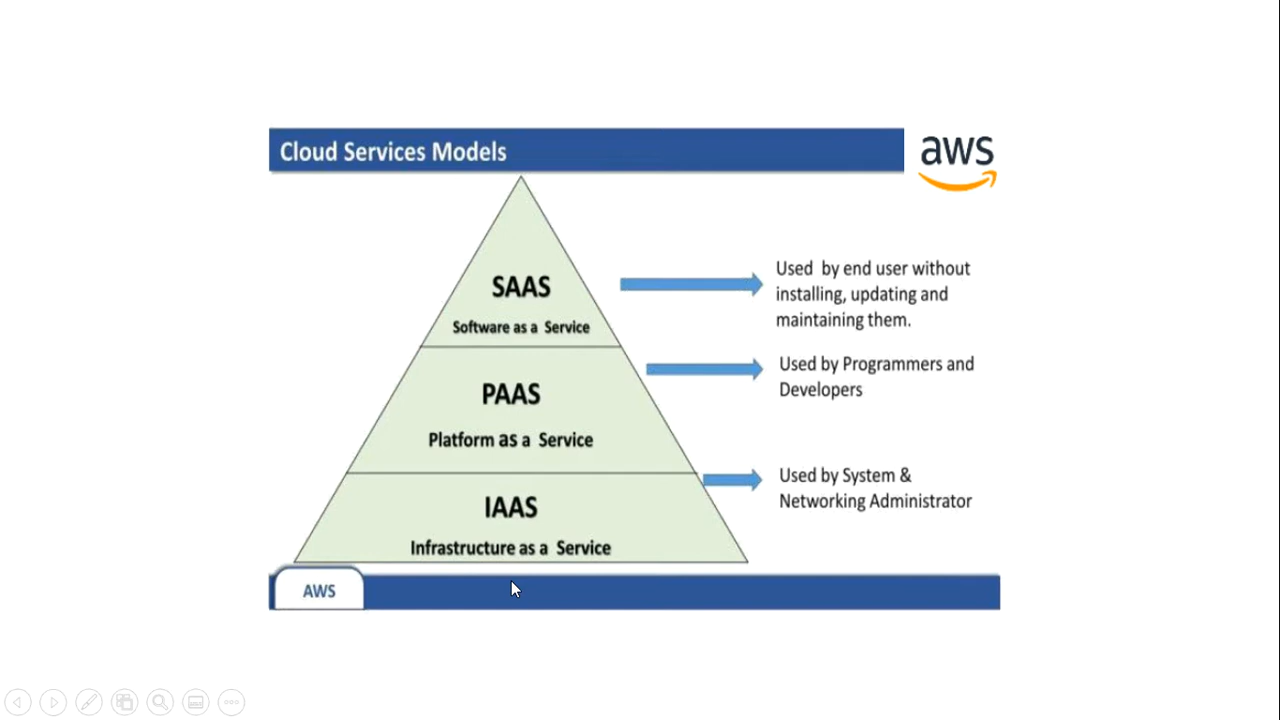 Cloud Services Models
aws
SAAS
Software as a Service
Used by end user without
installing, updating and
maintaining them.
PAAS
Platform as a Service
Used by Programmers and
Developers
IAAS
Infrastructure as a Service
Used by System &
Networking Administrator
AWS